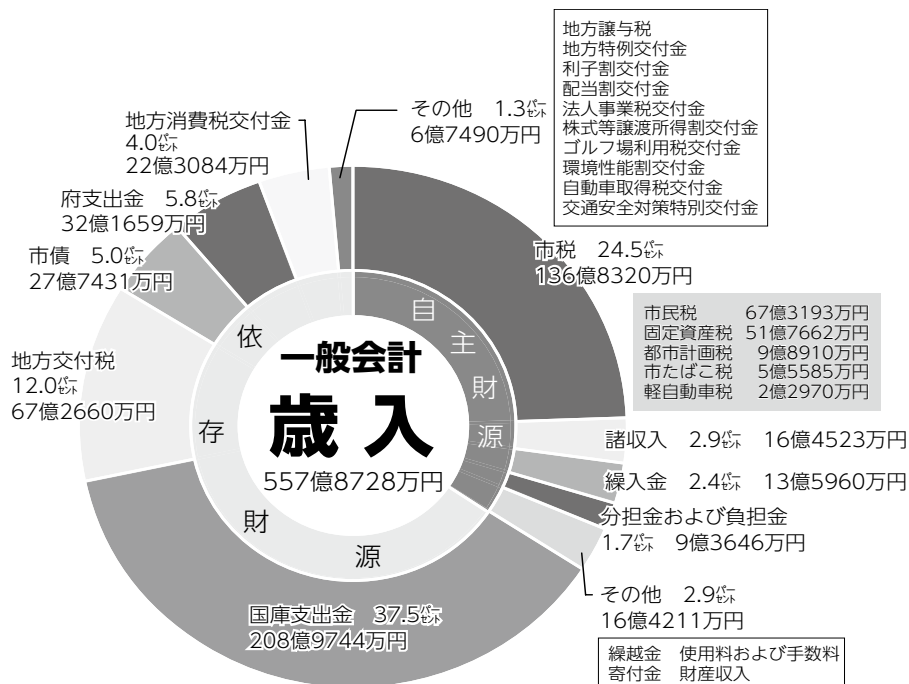 地方譲与税
地方特例交付金
利子割交付金
配当割交付金
法人事業税交付金
株式等譲渡所得割交付金
ゴルフ場利用税交付金
環境性能割交付金
自動車取得税交付金
交通安全対策特別交付金
その他 1.3パーセント
6億7490万円
地方消費税交付金
4.0パーセント
22億3084万円
府支出金 5.8パーセント
32億1659万円
市債 5.0パーセント
27億7431万円
地方交付税
12.0パーセント
67億2660万円
国庫支出金 37.5パーセント
208億9744万円
市税 24.5パーセント
136億8320万円
市民税 67億3193万円
固定資産税 51億7662万円
都市計画税 9億8910万円
市たばこ税 5億5585万円
軽自動車税 2億2970万円
諸収入 2.9パーセント 16億4523万円
繰入金 2.4パーセント 13億5960万円
分担金および負担金
1.7パーセント 9億3646万円
その他 2.9パーセント
16億4211万円
繰越金 使用料および手数料
寄付金 財産収入
自主財源
依存財源
一般会計
歳入
557億8728万円